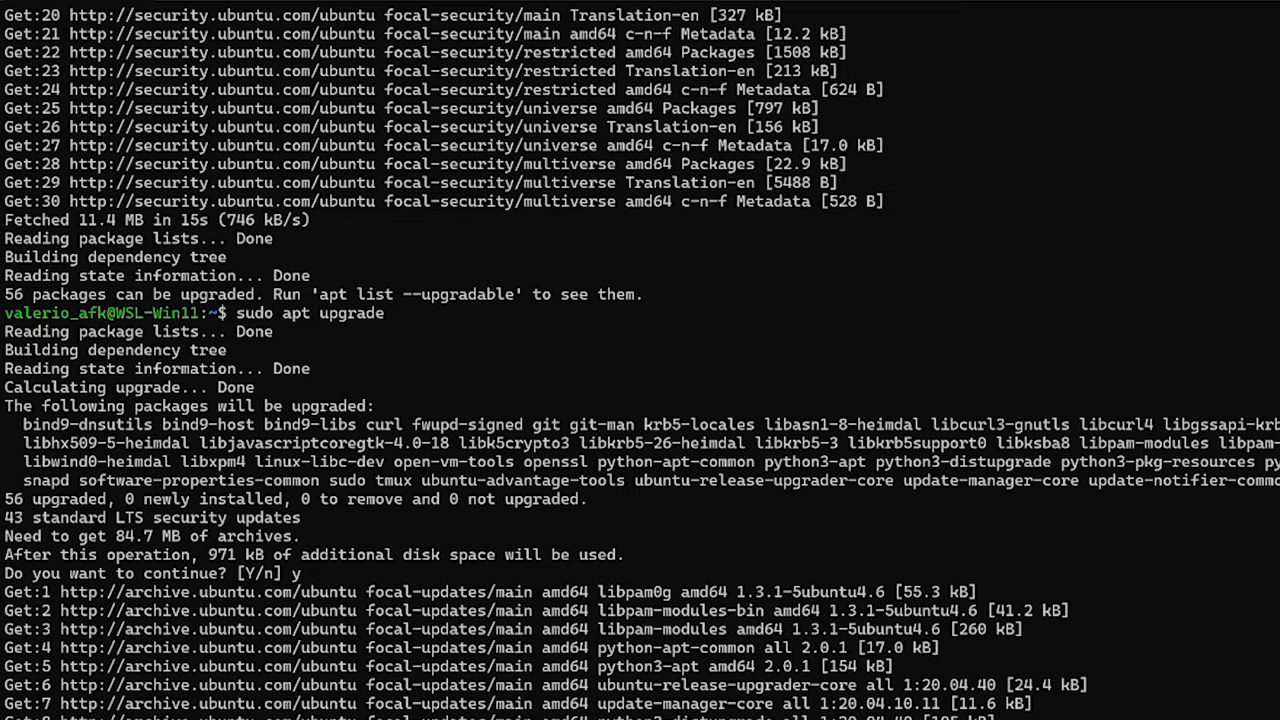 Get:20 http://security.ubuntu.com/ubuntu focal-security/main Translation-en [327 kB]
Get:21 http://security.ubuntu.com/ubuntu focal-security/main amd64 c-n-f Metadata [12.2 kB]
Get:22 http://security.ubuntu.com/ubuntu focal-security/restricted amd64 Packages [1508 kB]
Get:23 http://security.ubuntu.com/ubuntu focal-security/restricted Translation-en [213 kB]
Get:24 http://security.ubuntu.com/ubuntu focal-security/restricted amd64 c-n-f Metadata [624 B]
Get:25 http://security.ubuntu.com/ubuntu focal-security/universe amd64 Packages [797 kB]
Get:26 http://security.ubuntu.com/ubuntu focal-security/universe Translation-en [156 kB]
Get:27 http://security.ubuntu.com/ubuntu focal-security/universe amd64 c-n-f Metadata [17.0 kB]
Get:28 http://security.ubuntu.com/ubuntu focal-security/multiverse amd64 Packages [22.9 kB]
Get:29 http://security.ubuntu.com/ubuntu focal-security/multiverse Translation-en [5488 B]
Get:30 http://security.ubuntu.com/ubuntu focal-security/multiverse amd64 c-n-f Metadata [528 B]
Fetched 11.4 MB in 15s (746 kB/s)
Reading package lists... Done
Building dependency tree
Reading state information... Done
56 packages can be upgraded. Run 'apt list --upgradable' to see them.
valerio_afk@WSL-Win11:~$ sudo apt upgrade
Reading package lists... Done
Building dependency tree
Reading state information... Done
Calculating upgrade... Done
The following packages will be upgraded:
bind9-dnsutils bind9-host bind9-libs curl fwupd-signed git git-man krb5-locales libasn1-8-heimdal libcurl3-gnutls libcurl4 libgssapi-krb
libhx509-5-heimdal libjavascriptcoregtk-4.0-18 libk5crypto3 libkrb5-26-heimdal libkrb5-3 libkrb5support0 libksba8 libpam-modules libpam-
libwind0-heimdal libxpm4 linux-libc-dev open-vm-tools openssl python-apt-common python3-apt python3-distupgrade python3-pkg-resources py
snapd software-properties-common sudo tmux ubuntu-advantage-tools ubuntu-release-upgrader-core update-manager-core update-notifier-commo
56 upgraded, 0 newly installed, 0 to remove and 0 not upgraded.
43 standard LTS security updates
Need to get 84.7 MB of archives.
After this operation, 971 kB of additional disk space will be used.
Do you want to continue? [Y/n] y
Get:1 http://archive.ubuntu.com/ubuntu focal-updates/main amd64 libpam0g amd64 1.3.1-5ubuntu4.6 [55.3 kB]
Get:2 http://archive.ubuntu.com/ubuntu focal-updates/main amd64 libpam-modules-bin amd64 1.3.1-5ubuntu4.6 [41.2 kB]
Get:3 http://archive.ubuntu.com/ubuntu focal-updates/main amd64 libpam-modules amd64 1.3.1-5ubuntu4.6 [260 kB]
Get:4 http://archive.ubuntu.com/ubuntu focal-updates/main amd64 python-apt-common all 2.0.1 [17.0 kB]
Get:5 http://archive.ubuntu.com/ubuntu focal-updates/main amd64 python3-apt amd64 2.0.1 [154 kB]
Get:6 http://archive.ubuntu.com/ubuntu focal-updates/main amd64 ubuntu-release-upgrader-core all 1:20.04.40 [24.4 kB]
Get:7 http://archive.ubuntu.com/ubuntu focal-updates/main amd64 update-manager-core all 1:20.04.10.11 [11.6 kB]